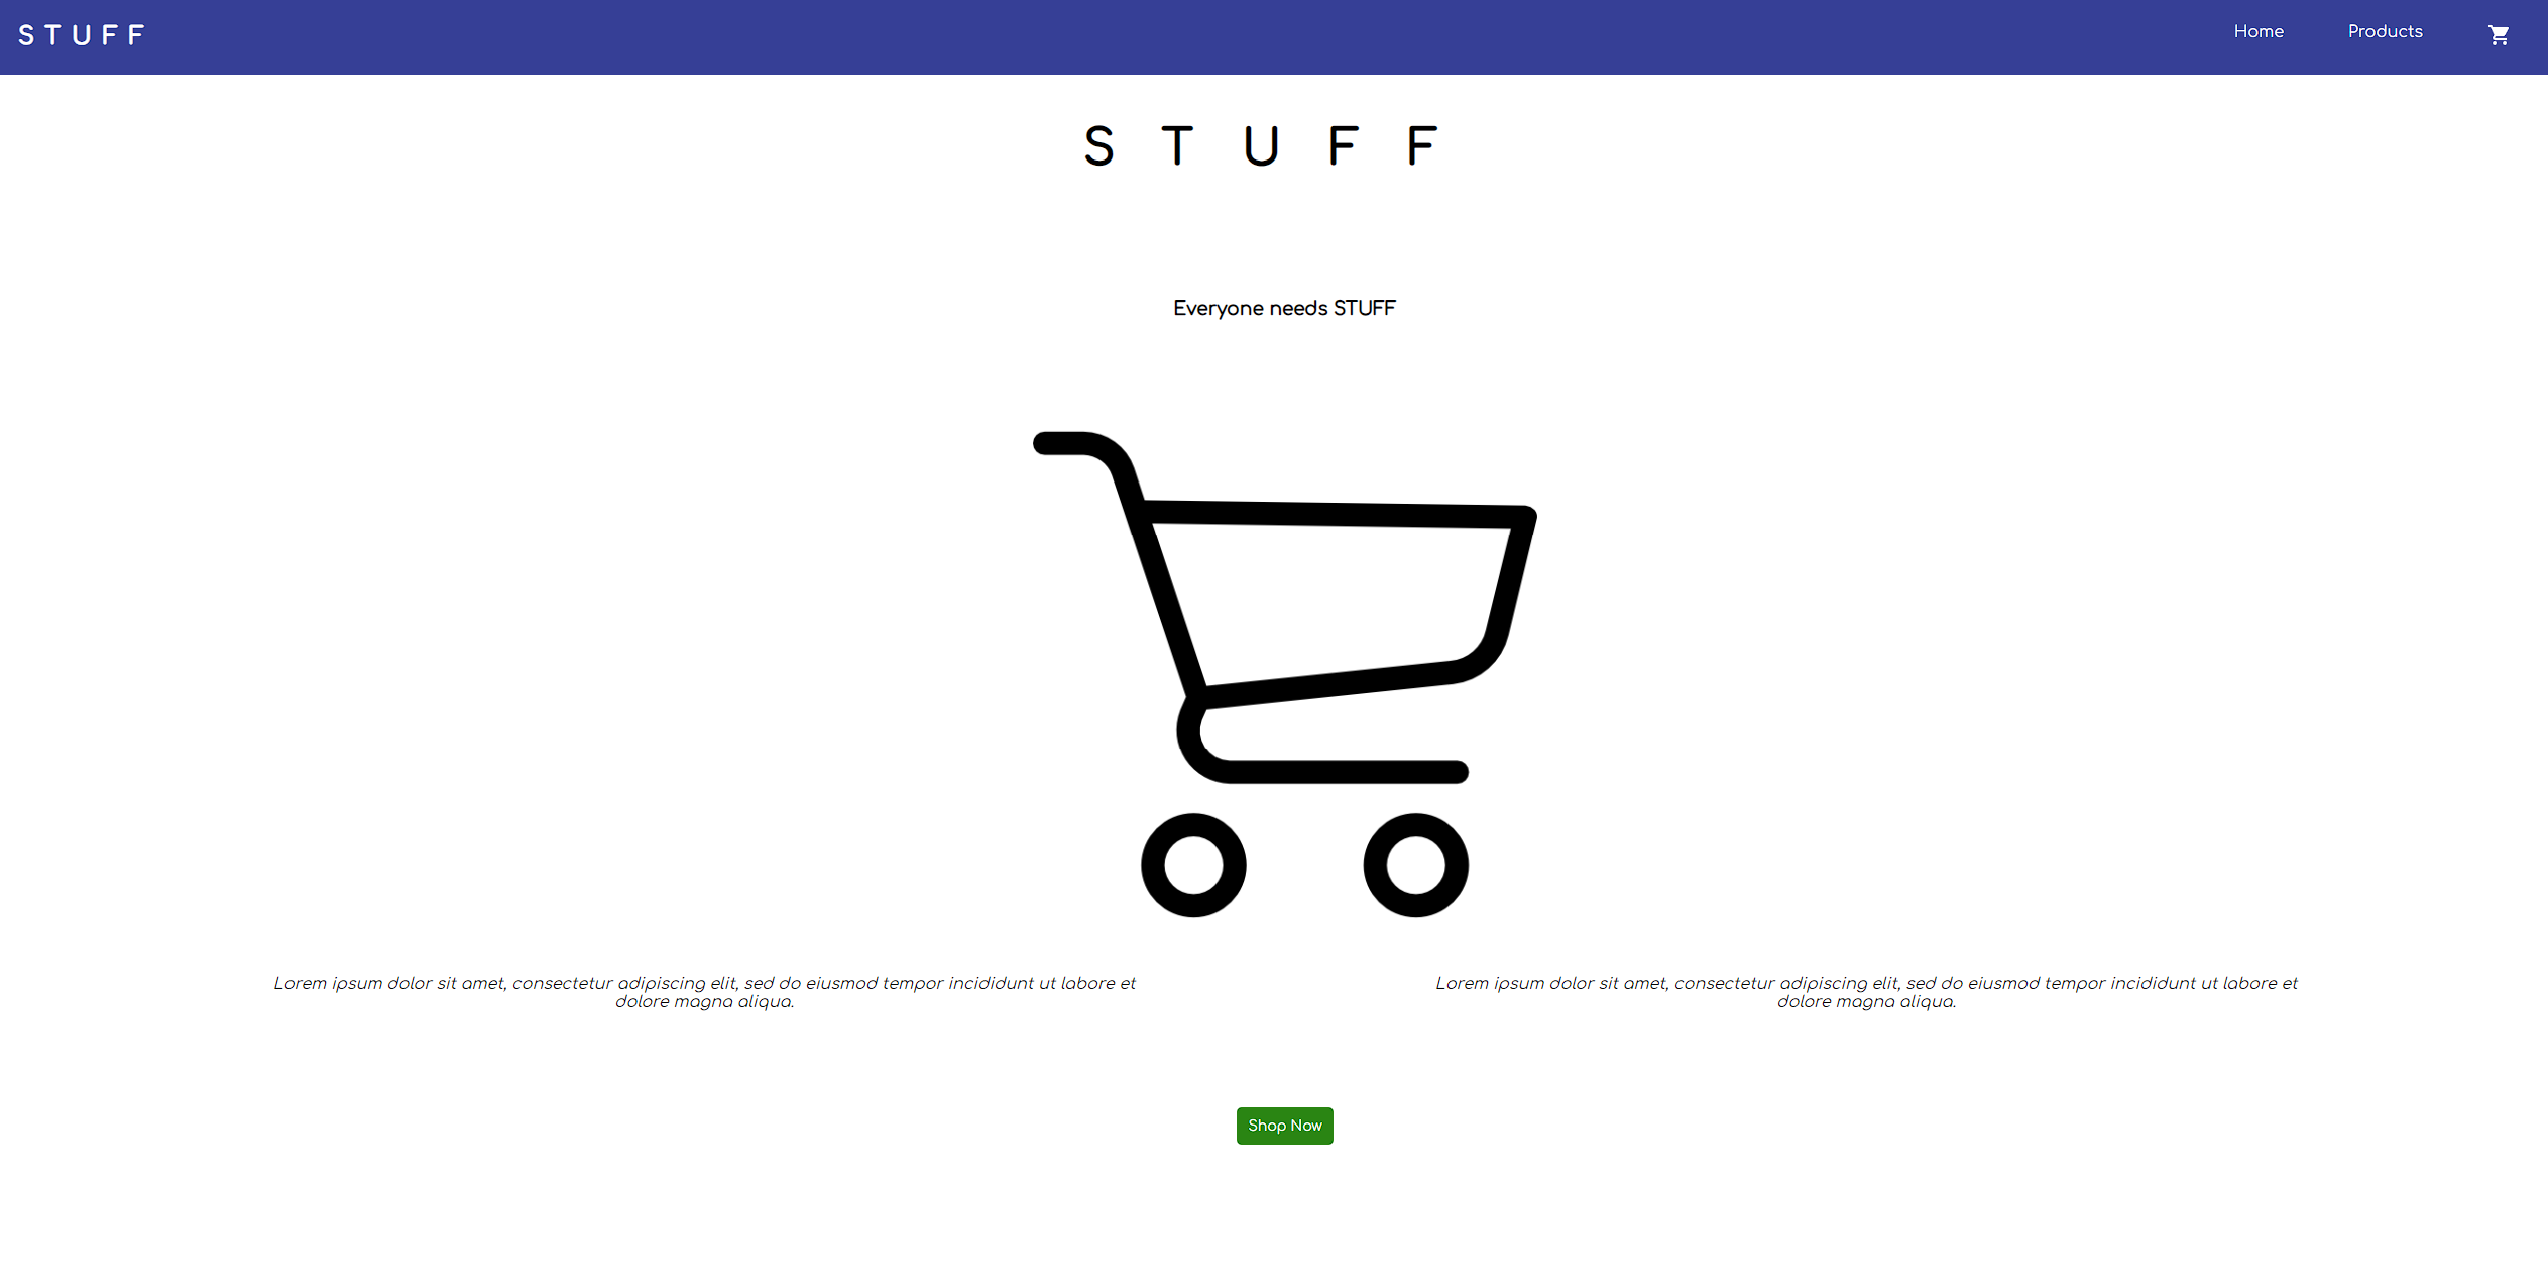 STUFF
Home
Products
STUFF
Everyone needs STUFF
Lorem ipsum dolor sit amet, consectetur adipiscing elit, sed do eiusmod tempor incididunt ut labore et
dolore magna aliqua.
Lorem ipsum dolor sit amet, consectetur adipiscing elit, sed do eiusmod tempor incididunt ut labore et
dolore magna aliqua.
Shop Now